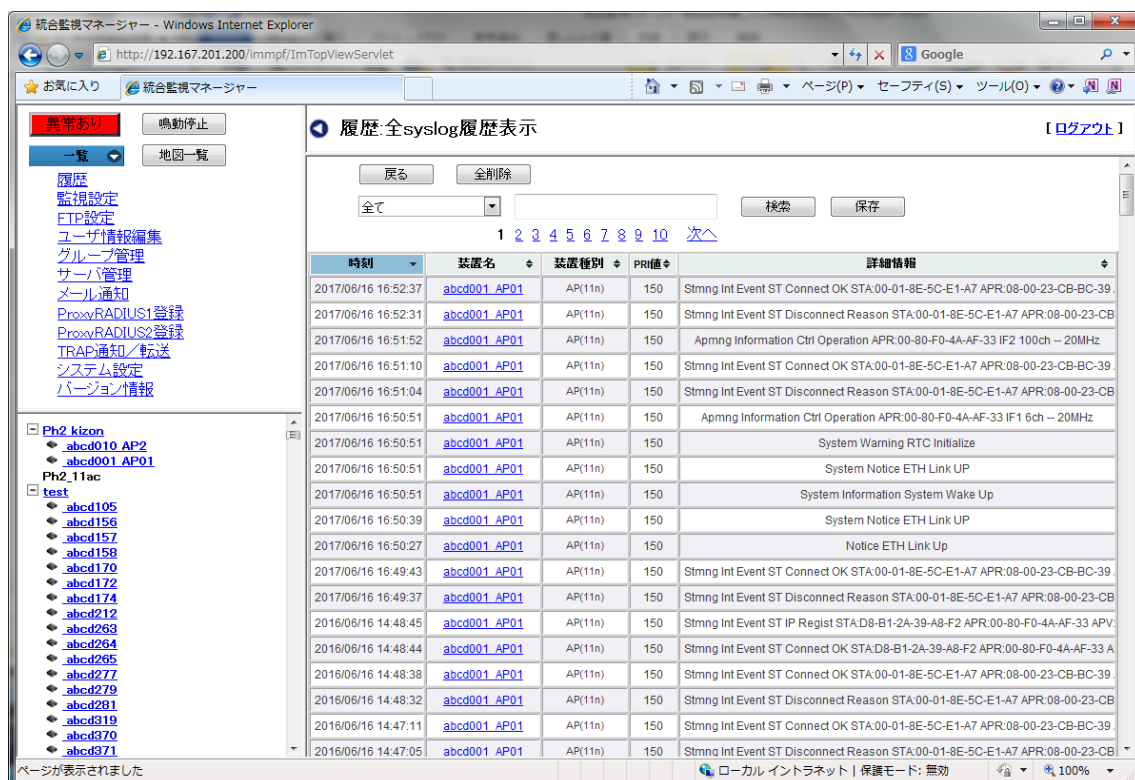 統合監視マネージャー - Windows Internet Explorer
http://192.167.201.200/immpf/ImTopViewServlet
Google
お気に入り
統合監視マネージャー
ページ(P) セーフティ(S) ツール(O)
異常あり 鳴動停止
一覧 地図一覧
履歴
監視設定
FTP設定
ユーザ情報編集
グループ管理
サーバ管理
メール通知
ProxyRADIUS1登録
ProxyRADIUS2登録
TRAP通知／転送
システム設定
バージョン情報
Ph2 kizon
abcd010 AP2
abcd001 AP01
Ph2_11ac
test
abcd105
abcd156
abcd157
abcd158
abcd170
abcd172
abcd174
abcd212
abcd263
abcd264
abcd265
abcd277
abcd279
abcd281
abcd319
abcd370
abcd371
履歴:全syslog履歴表示
[ ログアウト ]
戻る 全削除
全て 検索 保存
1 2 3 4 5 6 7 8 9 10 次へ
時刻 装置名 装置種別 PRI値 詳細情報
2017/06/16 16:52:37 abcd001 AP01 AP(11n) 150 Stmng Int Event ST Connect OK STA:00-01-8E-5C-E1-A7 APR:08-00-23-CB-BC-39
2017/06/16 16:52:31 abcd001 AP01 AP(11n) 150 Stmng Int Event ST Disconnect Reason STA:00-01-8E-5C-E1-A7 APR:08-00-23-CB
2017/06/16 16:51:52 abcd001 AP01 AP(11n) 150 Apmng Information Ctrl Operation APR:00-80-F0-4A-AF-33 IF2 100ch -- 20MHz
2017/06/16 16:51:10 abcd001 AP01 AP(11n) 150 Stmng Int Event ST Connect OK STA:00-01-8E-5C-E1-A7 APR:08-00-23-CB-BC-39
2017/06/16 16:51:04 abcd001 AP01 AP(11n) 150 Stmng Int Event ST Disconnect Reason STA:00-01-8E-5C-E1-A7 APR:08-00-23-CB
2017/06/16 16:50:51 abcd001 AP01 AP(11n) 150 Apmng Information Ctrl Operation APR:00-80-F0-4A-AF-33 IF1 6ch -- 20MHz
2017/06/16 16:50:51 abcd001 AP01 AP(11n) 150 System Warning RTC Initialize
2017/06/16 16:50:51 abcd001 AP01 AP(11n) 150 System Notice ETH Link UP
2017/06/16 16:50:51 abcd001 AP01 AP(11n) 150 System Information System Wake Up
2017/06/16 16:50:39 abcd001 AP01 AP(11n) 150 System Notice ETH Link UP
2017/06/16 16:50:27 abcd001 AP01 AP(11n) 150 Notice ETH Link Up
2017/06/16 16:49:43 abcd001 AP01 AP(11n) 150 Stmng Int Event ST Connect OK STA:00-01-8E-5C-E1-A7 APR:08-00-23-CB-BC-39
2017/06/16 16:49:37 abcd001 AP01 AP(11n) 150 Stmng Int Event ST Disconnect Reason STA:00-01-8E-5C-E1-A7 APR:08-00-23-CB
2016/06/16 14:48:45 abcd001 AP01 AP(11n) 150 Stmng Int Event ST IP Regist STA:D8-B1-2A-39-A8-F2 APR:00-80-F0-4A-AF-33 APV:
2016/06/16 14:48:44 abcd001 AP01 AP(11n) 150 Stmng Int Event ST Connect OK STA:D8-B1-2A-39-A8-F2 APR:00-80-F0-4A-AF-33 A
2016/06/16 14:48:38 abcd001 AP01 AP(11n) 150 Stmng Int Event ST Connect OK STA:00-01-8E-5C-E1-A7 APR:08-00-23-CB-BC-39
2016/06/16 14:48:32 abcd001 AP01 AP(11n) 150 Stmng Int Event ST Disconnect Reason STA:00-01-8E-5C-E1-A7 APR:08-00-23-CB
2016/06/16 14:47:11 abcd001 AP01 AP(11n) 150 Stmng Int Event ST Connect OK STA:00-01-8E-5C-E1-A7 APR:08-00-23-CB-BC-39
2016/06/16 14:47:05 abcd001 AP01 AP(11n) 150 Stmng Int Event ST Disconnect Reason STA:00-01-8E-5C-E1-A7 APR:08-00-23-CB
ページが表示されました
ローカル イントラネット | 保護モード: 無効
100%